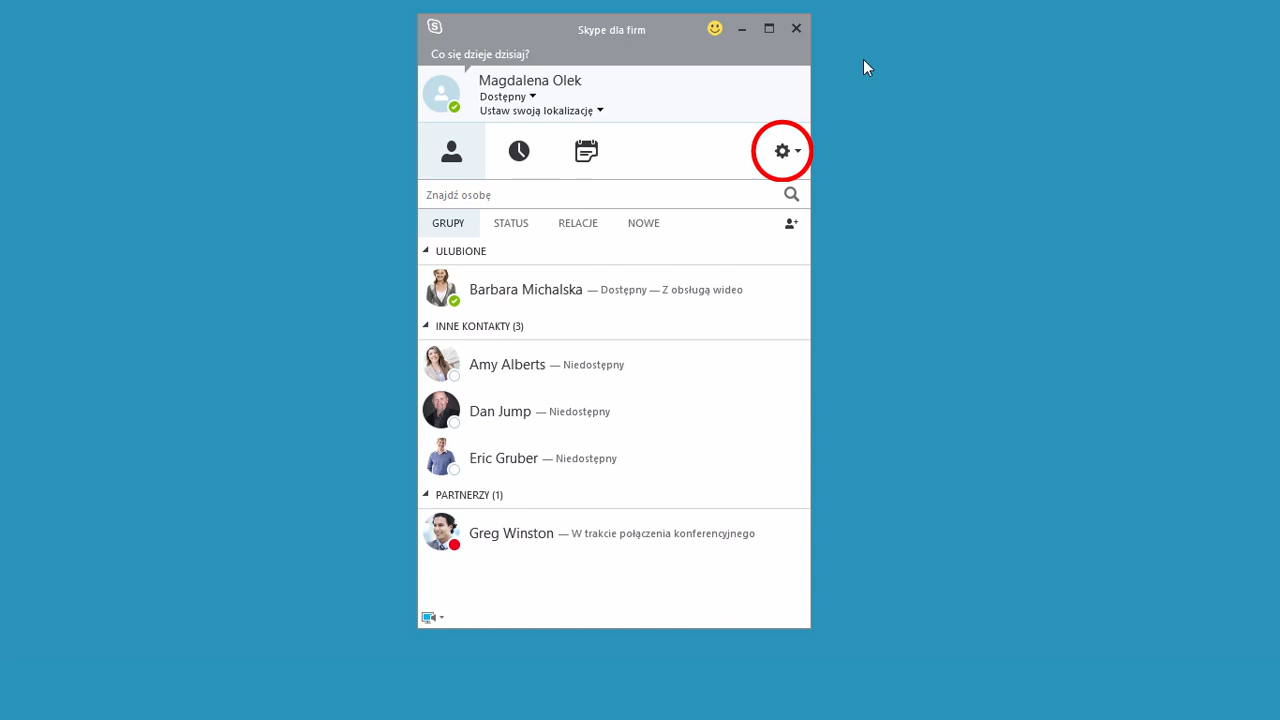 Skype dla firm
Co się dzieje dzisiaj?
Magdalena Olek
Dostępny
Ustaw swoją lokalizację
Znajdź osobę
GRUPY STATUS RELACJE NOWE
ULUBIONE
Barbara Michalska — Dostępny — Z obsługą wideo
INNE KONTAKTY (3)
Amy Alberts — Niedostępny
Dan Jump — Niedostępny
Eric Gruber — Niedostępny
PARTNERZY (1)
Greg Winston — W trakcie połączenia konferencyjnego